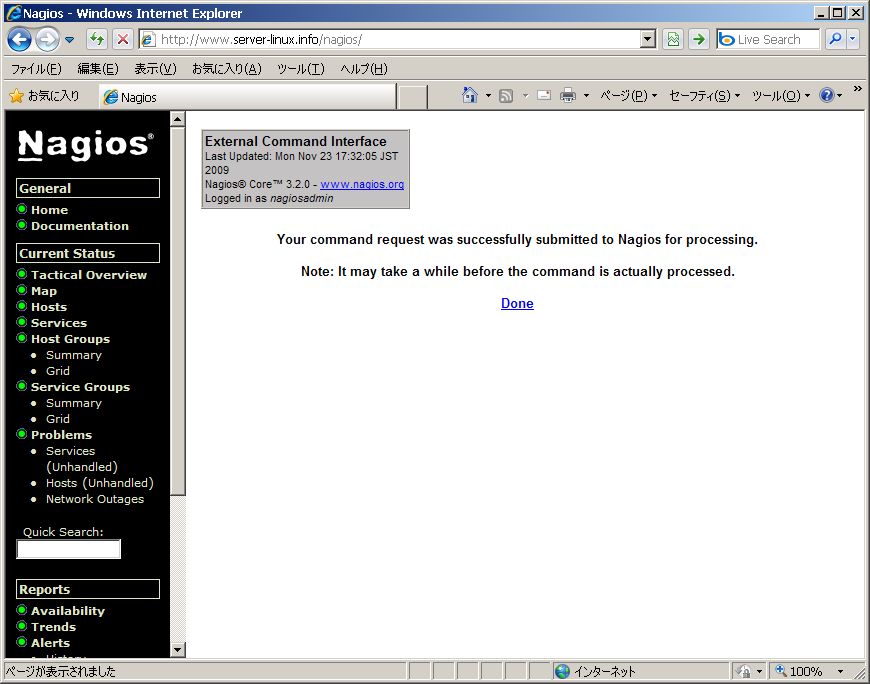 Nagios - Windows Internet Explorer
http://www.server-linux.info/nagios/
Live Search
ファイル(F) 編集(E) 表示(V) お気に入り(A) ツール(T) ヘルプ(H)
お気に入り Nagios ページ(P) セーフティ(S) ツール(O) »
Nagios®
General
Home
Documentation
Current Status
Tactical Overview
Map
Hosts
Services
Host Groups
Summary
Grid
Service Groups
Summary
Grid
Problems
Services
(Unhandled)
Hosts (Unhandled)
Network Outages
Quick Search:
Reports
Availability
Trends
Alerts
External Command Interface
Last Updated: Mon Nov 23 17:32:05 JST
2009
Nagios® Core™ 3.2.0 - www.nagios.org
Logged in as nagiosadmin
Your command request was successfully submitted to Nagios for processing.
Note: It may take a while before the command is actually processed.
Done
ページが表示されました インターネット 100%